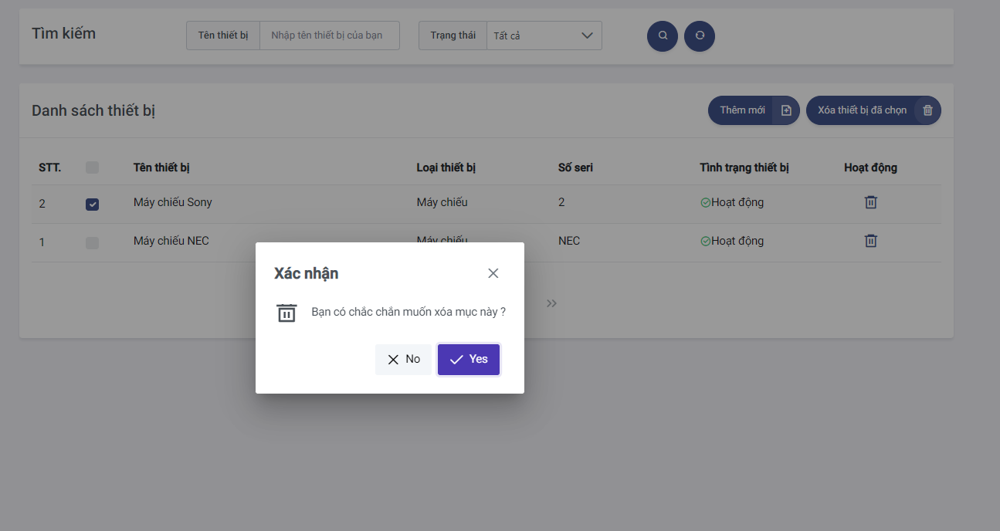 Tìm kiếm
Tên thiết bị Nhập tên thiết bị của bạn Trạng thái Tất cả
Danh sách thiết bị Thêm mới Xóa thiết bị đã chọn
STT. Tên thiết bị Loại thiết bị Số seri Tình trạng thiết bị Hoạt động
2 Máy chiếu Sony Máy chiếu 2 Hoạt động
1 Máy chiếu NEC Máy chiếu NEC Hoạt động
Xác nhận
Bạn có chắc chắn muốn xóa mục này ?
No Yes